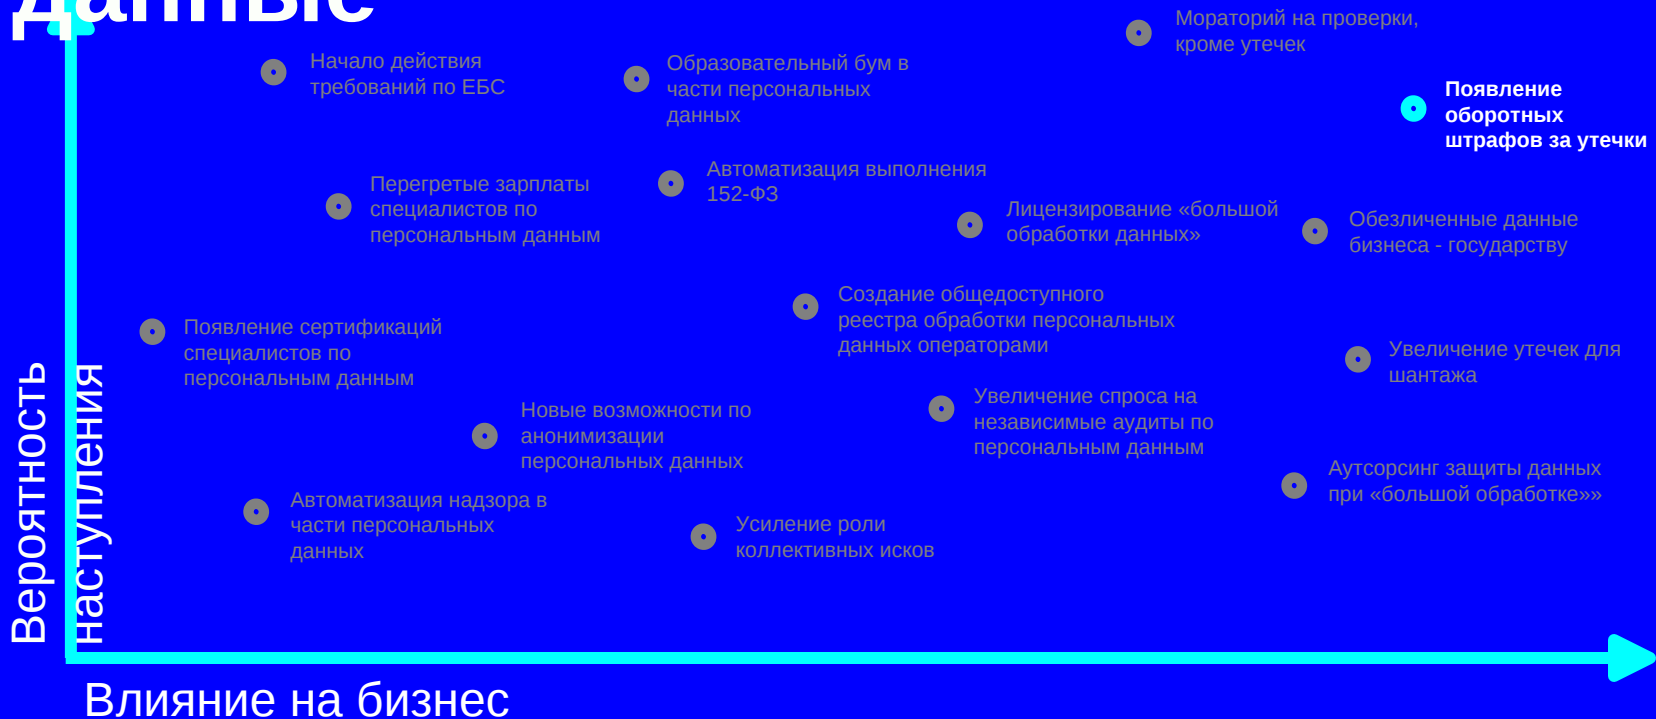 данные
Мораторий на проверки,
кроме утечек
Начало действия
требований по ЕБС
Образовательный бум в
части персональных
данных
Появление
оборотных
штрафов за утечки
Автоматизация выполнения
152-ФЗ
Перегретые зарплаты
специалистов по
персональным данным
Лицензирование «большой
обработки данных»
Обезличенные данные
бизнеса - государству
Создание общедоступного
реестра обработки персональных
данных операторами
Появление сертификаций
специалистов по
персональным данным
Увеличение утечек для
шантажа
Увеличение спроса на
независимые аудиты по
персональным данным
Новые возможности по
анонимизации
персональных данных
Аутсорсинг защиты данных
при «большой обработке»»
Автоматизация надзора в
части персональных
данных
Усиление роли
коллективных исков
Вероятность
наступления
Влияние на бизнес